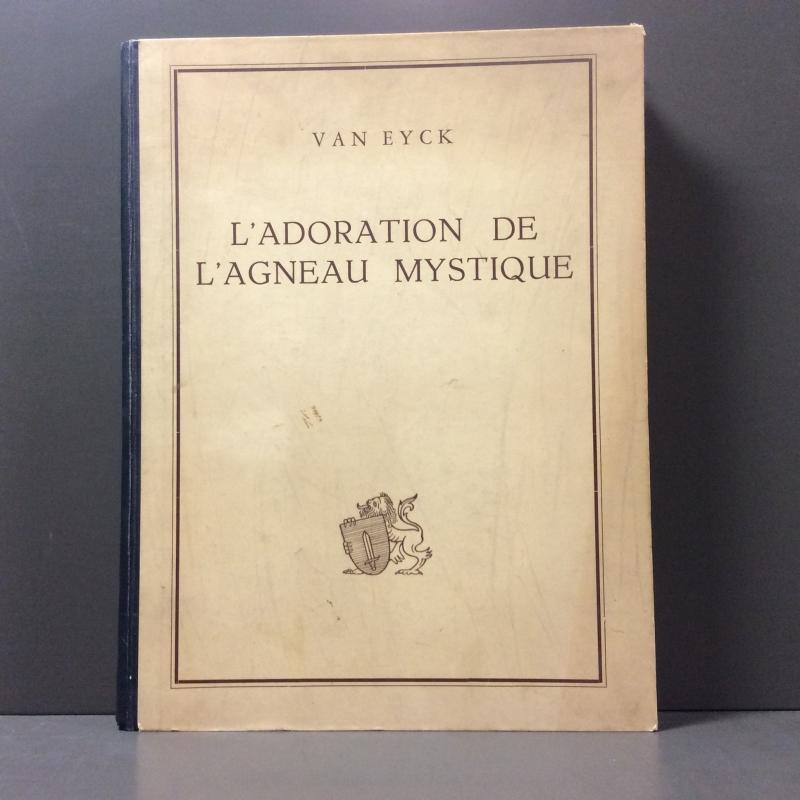 VAN EYCK
L'ADORATION DE
L'AGNEAU MYSTIQUE